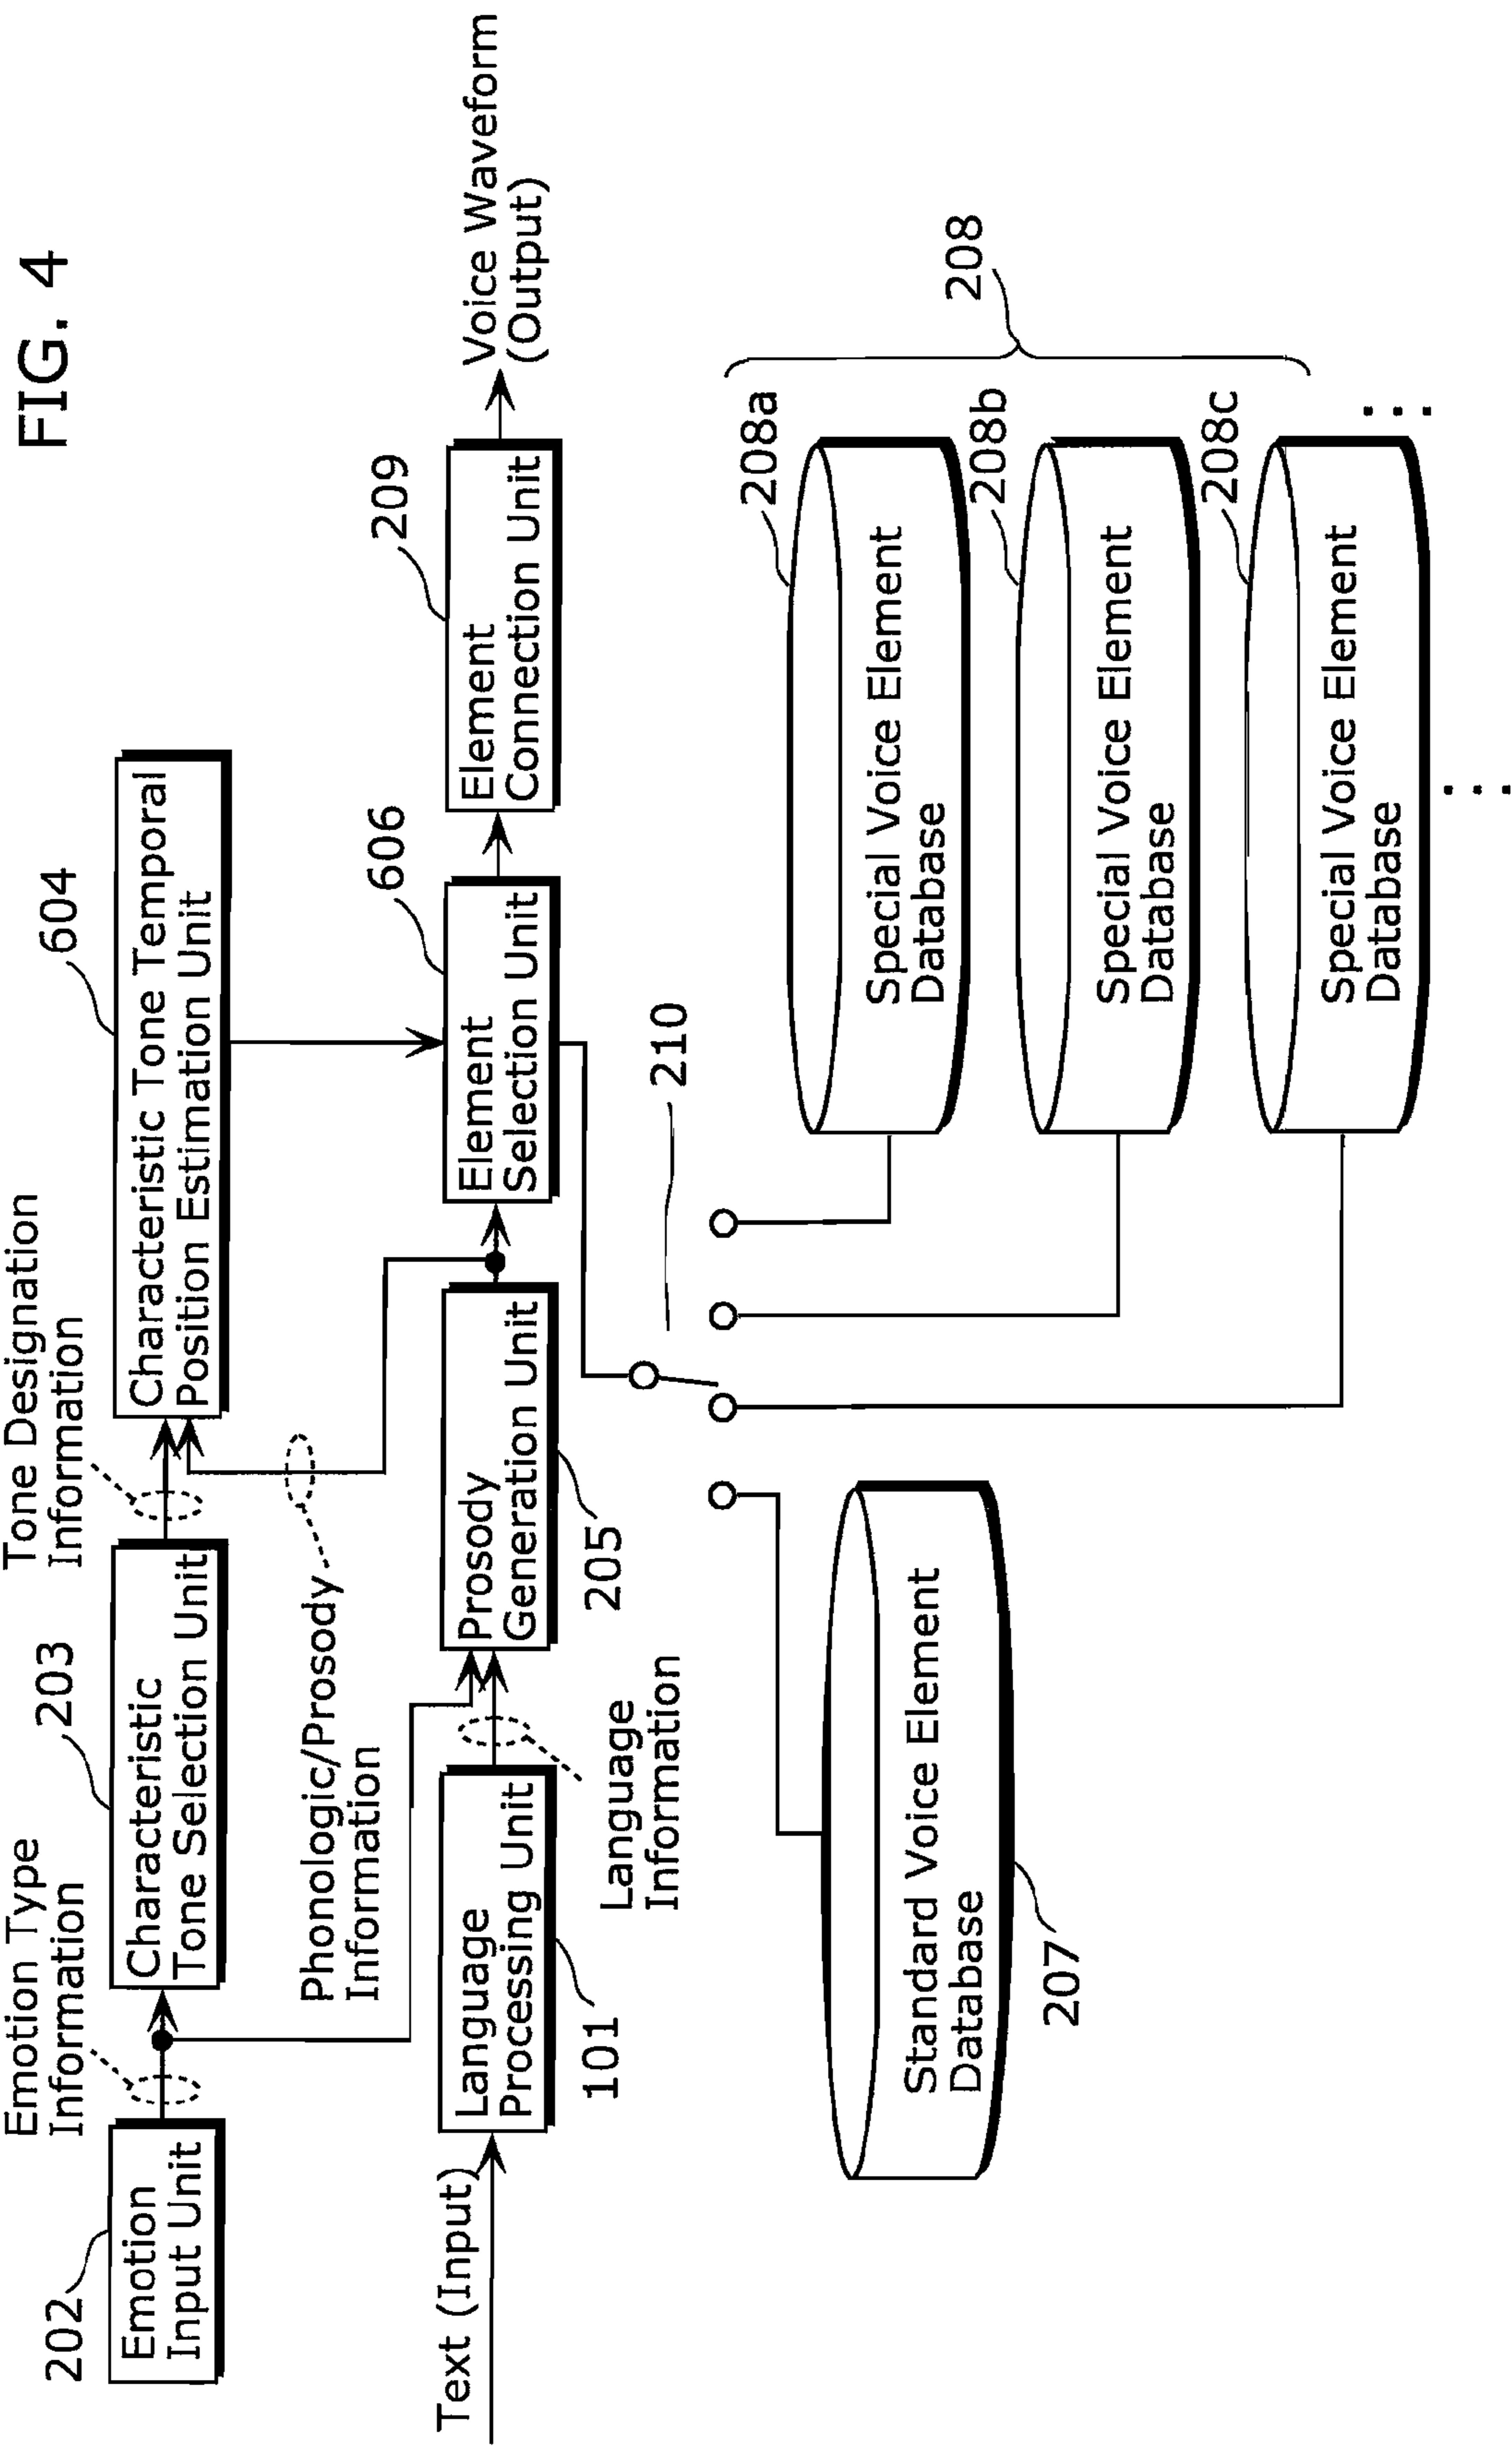 FIG. 4
Emotion Type
Information
Tone Designation
Information
202
203
604
Emotion
Input Unit
Characteristic
Tone Selection Unit
Characteristic Tone Temporal
Position Estimation Unit
Phonologic/Prosody
Information
606
209
Text (Input)
Language
Processing Unit
Prosody
Generation Unit
Element
Selection Unit
Element
Connection Unit
Voice Waveform
(Output)
101
Language
Information
205
210
208a
208
Standard Voice Element
Database
207
Special Voice Element
Database
208b
Special Voice Element
Database
208c
Special Voice Element
Database
...
...